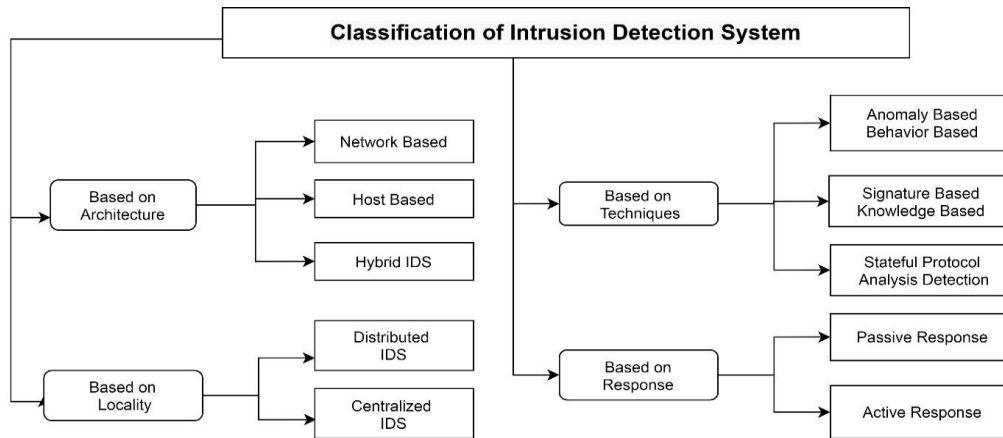 Classification of Intrusion Detection System
Based on
Architecture
Network Based
Host Based
Hybrid IDS
Based on
Locality
Distributed
IDS
Centralized
IDS
Based on
Techniques
Anomaly Based
Behavior Based
Signature Based
Knowledge Based
Stateful Protocol
Analysis Detection
Based on
Response
Passive Response
Active Response